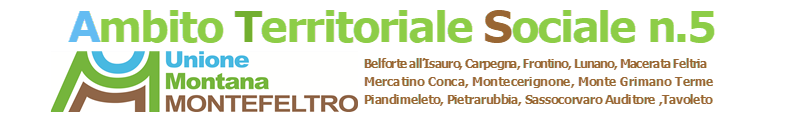 Ambito Territoriale Sociale n.5
Unione
Montana
MONTEFELTRO
Belforte all'Isauro, Carpegna, Frontino, Lunano, Macerata Feltria
Mercatino Conca, Montecerignone, Monte Grimano Terme
Piandimeleto, Pietrarubbia, Sassocorvaro Auditore ,Tavoleto